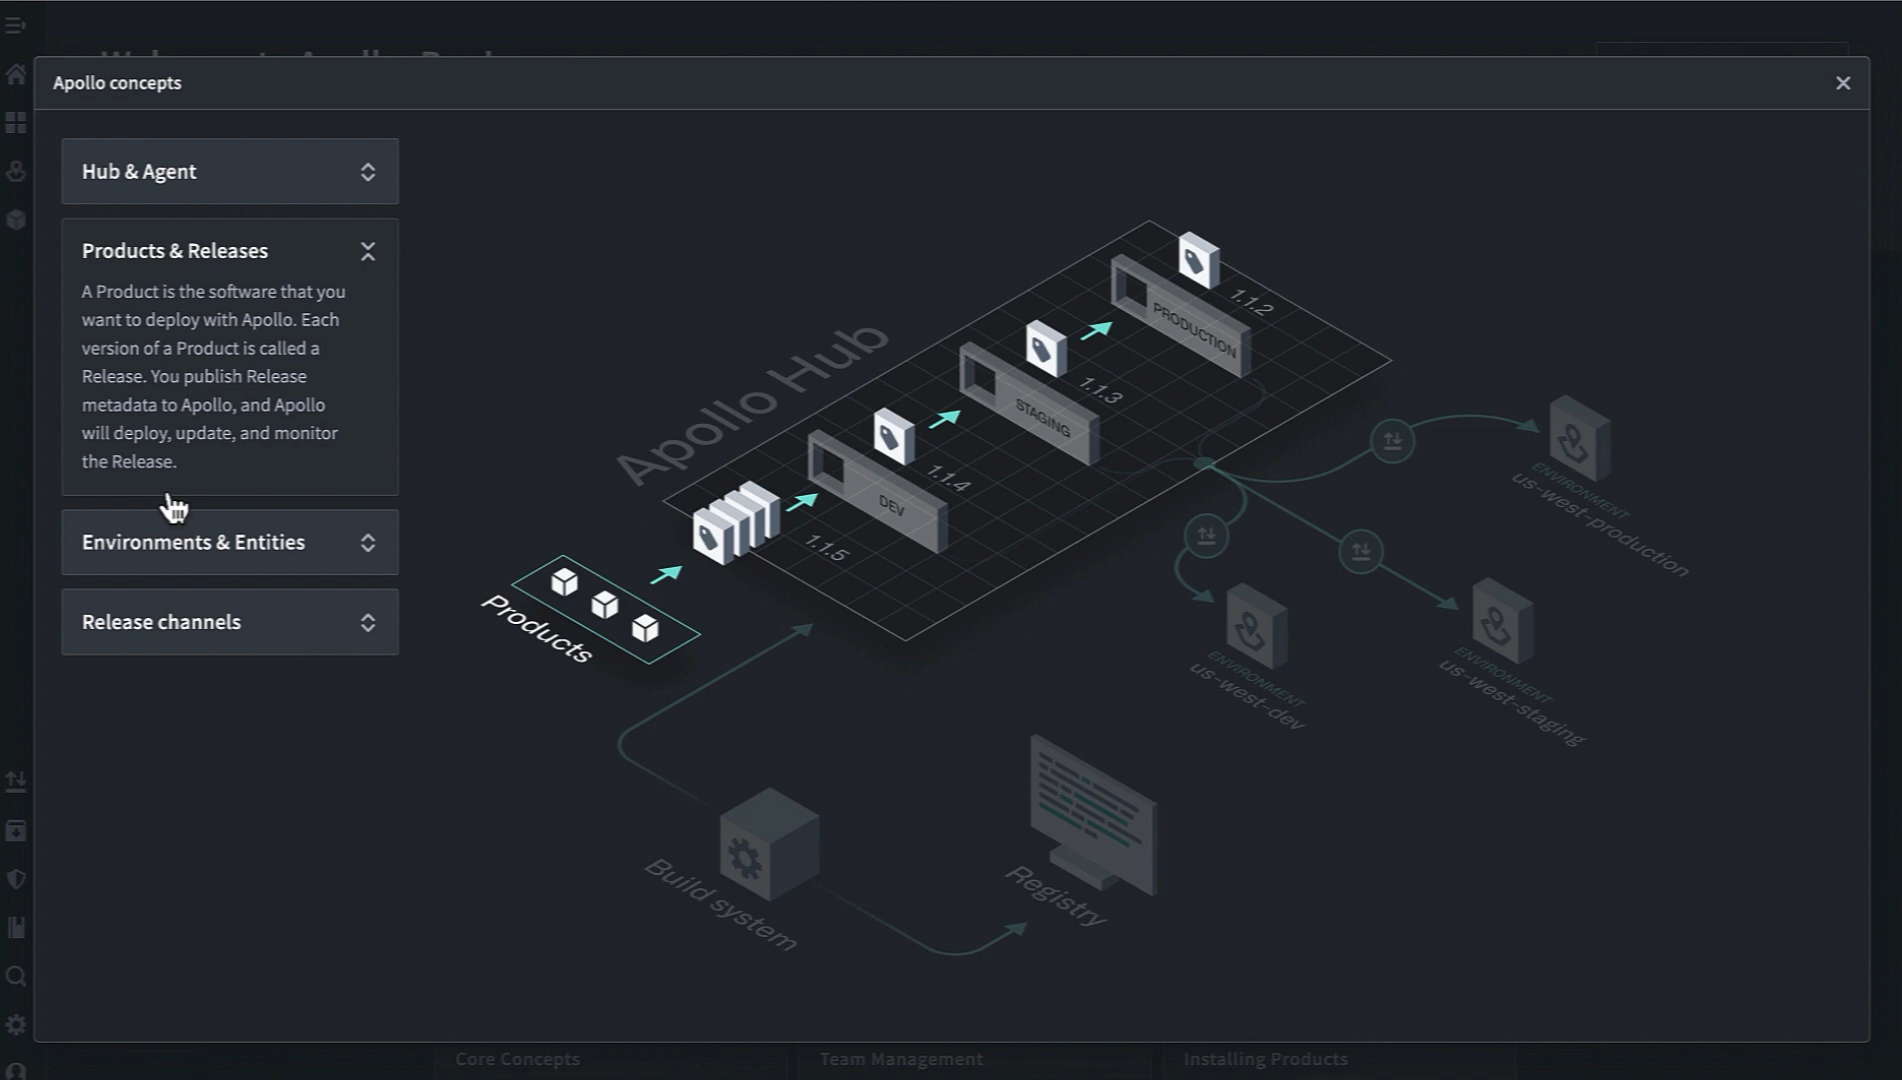 Apollo concepts
Hub & Agent
Products & Releases
A Product is the software that you
want to deploy with Apollo. Each
version of a Product is called a
Release. You publish Release
metadata to Apollo, and Apollo
will deploy, update, and monitor
the Release.
Environments & Entities
Release channels
Apollo Hub
1.1.2
PRODUCTION
1.1.3
STAGING
1.1.4
DEV
1.1.5
Products
ENVIRONMENT
us-west-production
ENVIRONMENT
us-west-staging
ENVIRONMENT
us-west-dev
Build system
Registry
Core Concepts
Team Management
Installing Products